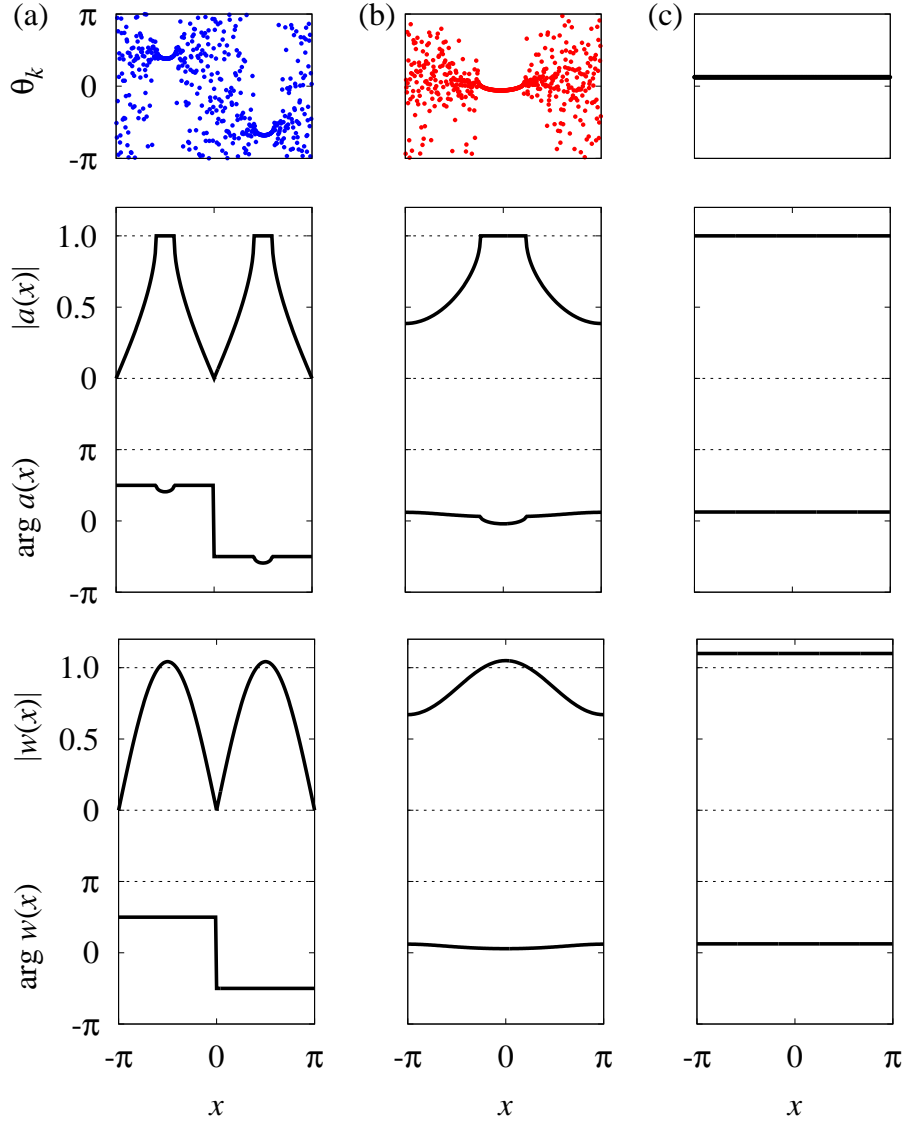 (a)
(b)
(c)
π
0
-π
θk
1.0
0.5
0
|a(x)|
π
0
-π
arg a(x)
1.0
0.5
0
|w(x)|
π
0
-π
arg w(x)
-π 0 π
-π 0 π
-π 0 π
x
x
x